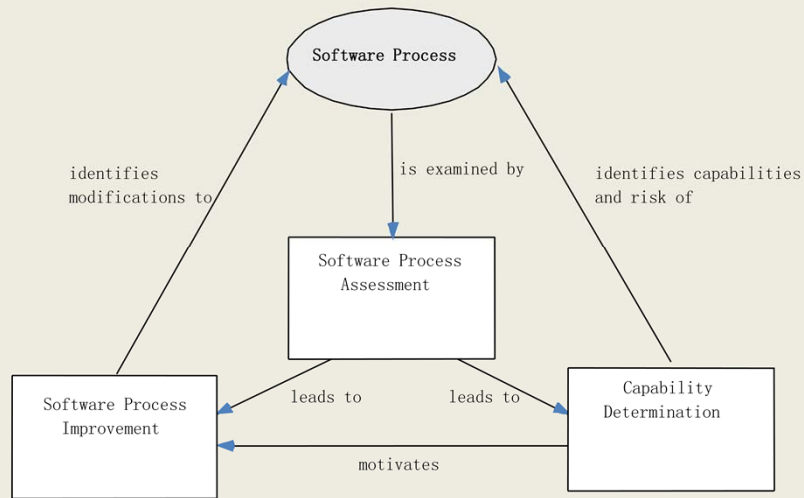 Software Process
identifies
modifications to
is examined by
identifies capabilities
and risk of
Software Process
Assessment
leads to
leads to
Software Process
Improvement
Capability
Determination
motivates